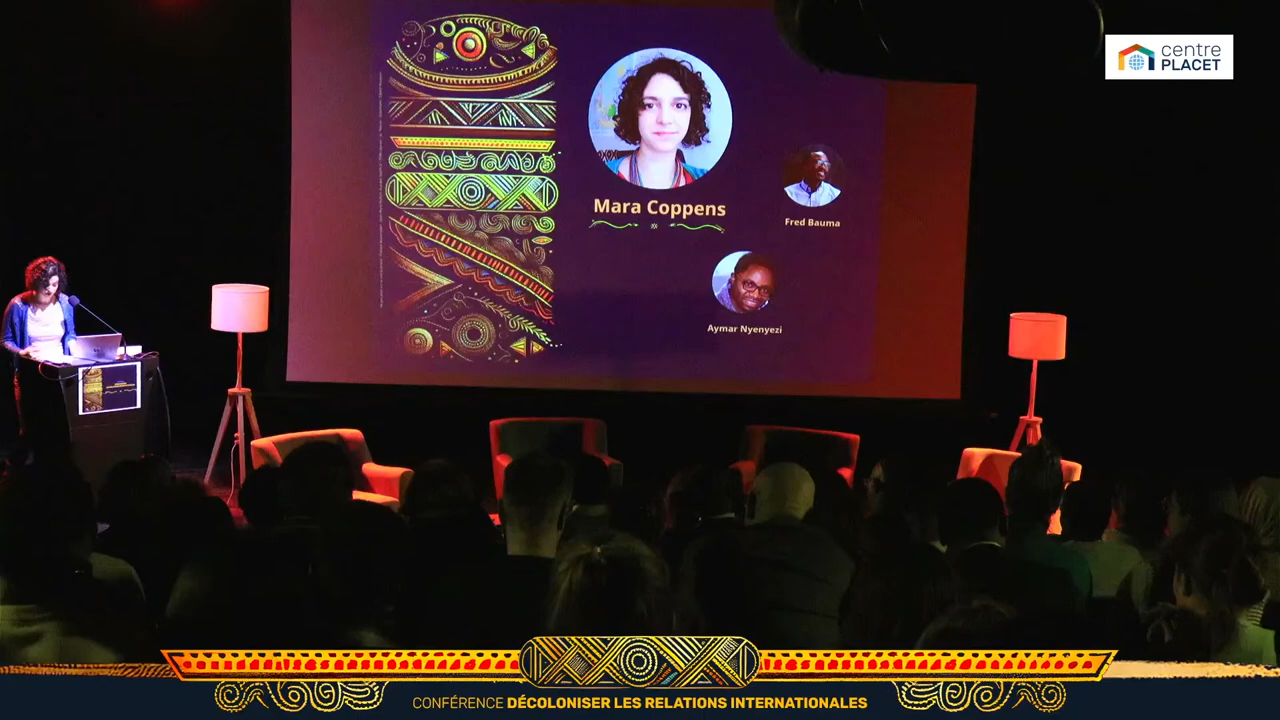 centre
PLACET
Mara Coppens
Fred Bauma
Aymar Nyenyezi
CONFÉRENCE DÉCOLONISER LES RELATIONS INTERNATIONALES